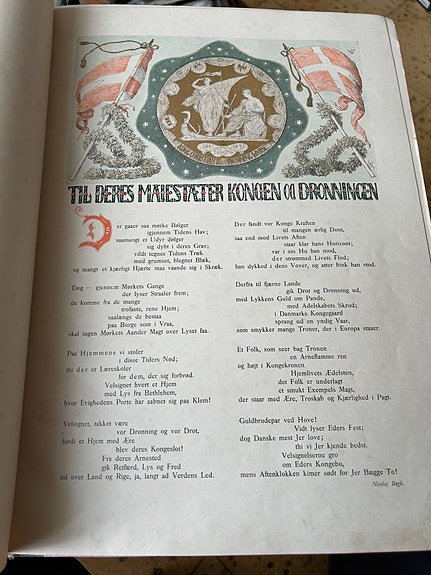 TIL DERES MAIESTÆTER KONGEN OG DRONNINGEN
Der gaaer saa mørke Bølger
igjennem Tidens Hav;
saamangt et Udyr dølger
sig dybt i deres Grav;
vildt tegnes Tidens Træk
med grumset, blegnet Blæk,
og mangt et kjærligt Hjerte maa vaande sig i Skræk.
Dog — gjennem Mørkets Gange
der lyser Straaler frem;
de komme fra de mange
trofaste, rene Hjem;
saalænge de bestaa
paa Borge som i Vraa,
skal ingen Mørkets Aander Magt over Lyset faa.
Paa Hjemmene vi stoler
i disse Tiders Nød;
thi der er Læreskoler
for dem, der sig forbrød.
Velsignet hvert et Hjem
med Lys fra Bethlehem,
hvor Evighedens Porte har aabnet sig paa Klem!
Velsignet, takket være
vor Dronning og vor Drot,
fordi er Hjem med Ære
blev deres Kongeslot!
Fra deres Arnested
gik Retfærd, Lys og Fred
ud over Land og Rige, ja, langt ad Verdens Led.
Der fandt vor Konge Kraften
til mangen ærlig Dont,
saa end mod Livets Aften
staar klar hans Horizont;
var i sin Hu han mod,
der strømmed Livets Flod;
han dykked i dens Vover, og atter frisk han stod.
Derfra til fjærne Lande
gik Drot og Dronning ud,
med Lykkens Guld om Pande,
med Adelskabets Skrud;
i Danmarks Kongegaard
sprang ud en yndig Vaar,
som smykker mange Troner, der i Europa staaer.
Et Folk, som seer bag Tronen
en Arneflamme ren
og højt i Kongekronen
Hjemlivets Ædelsten,
det Folk er underlagt
et smukt Exempels Magt,
der staar med Ære, Troskab og Kjærlighed i Pagt.
Guldbrudepar ved Hove!
Vidt lyser Eders Fest;
dog Danske mest Jer love;
thi vi Jer kjende bedst.
Velsignelserne gro
om Eders Kongebo,
mens Aftenklokken kimer sødt for Jer Bægge To!
Nicolaj Bøgh.